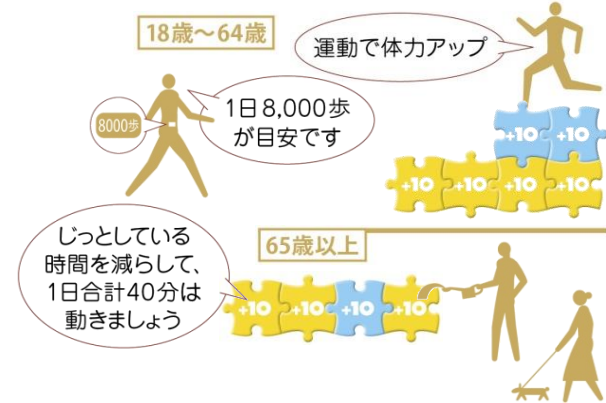 18歳～64歳
運動で体力アップ
8000歩
1日8,000歩
が目安です
+10 +10
+10 +10 +10 +10
65歳以上
じっとしている
時間を減らして、
1日合計40分は
動きましょう
+10 +10 +10 +10